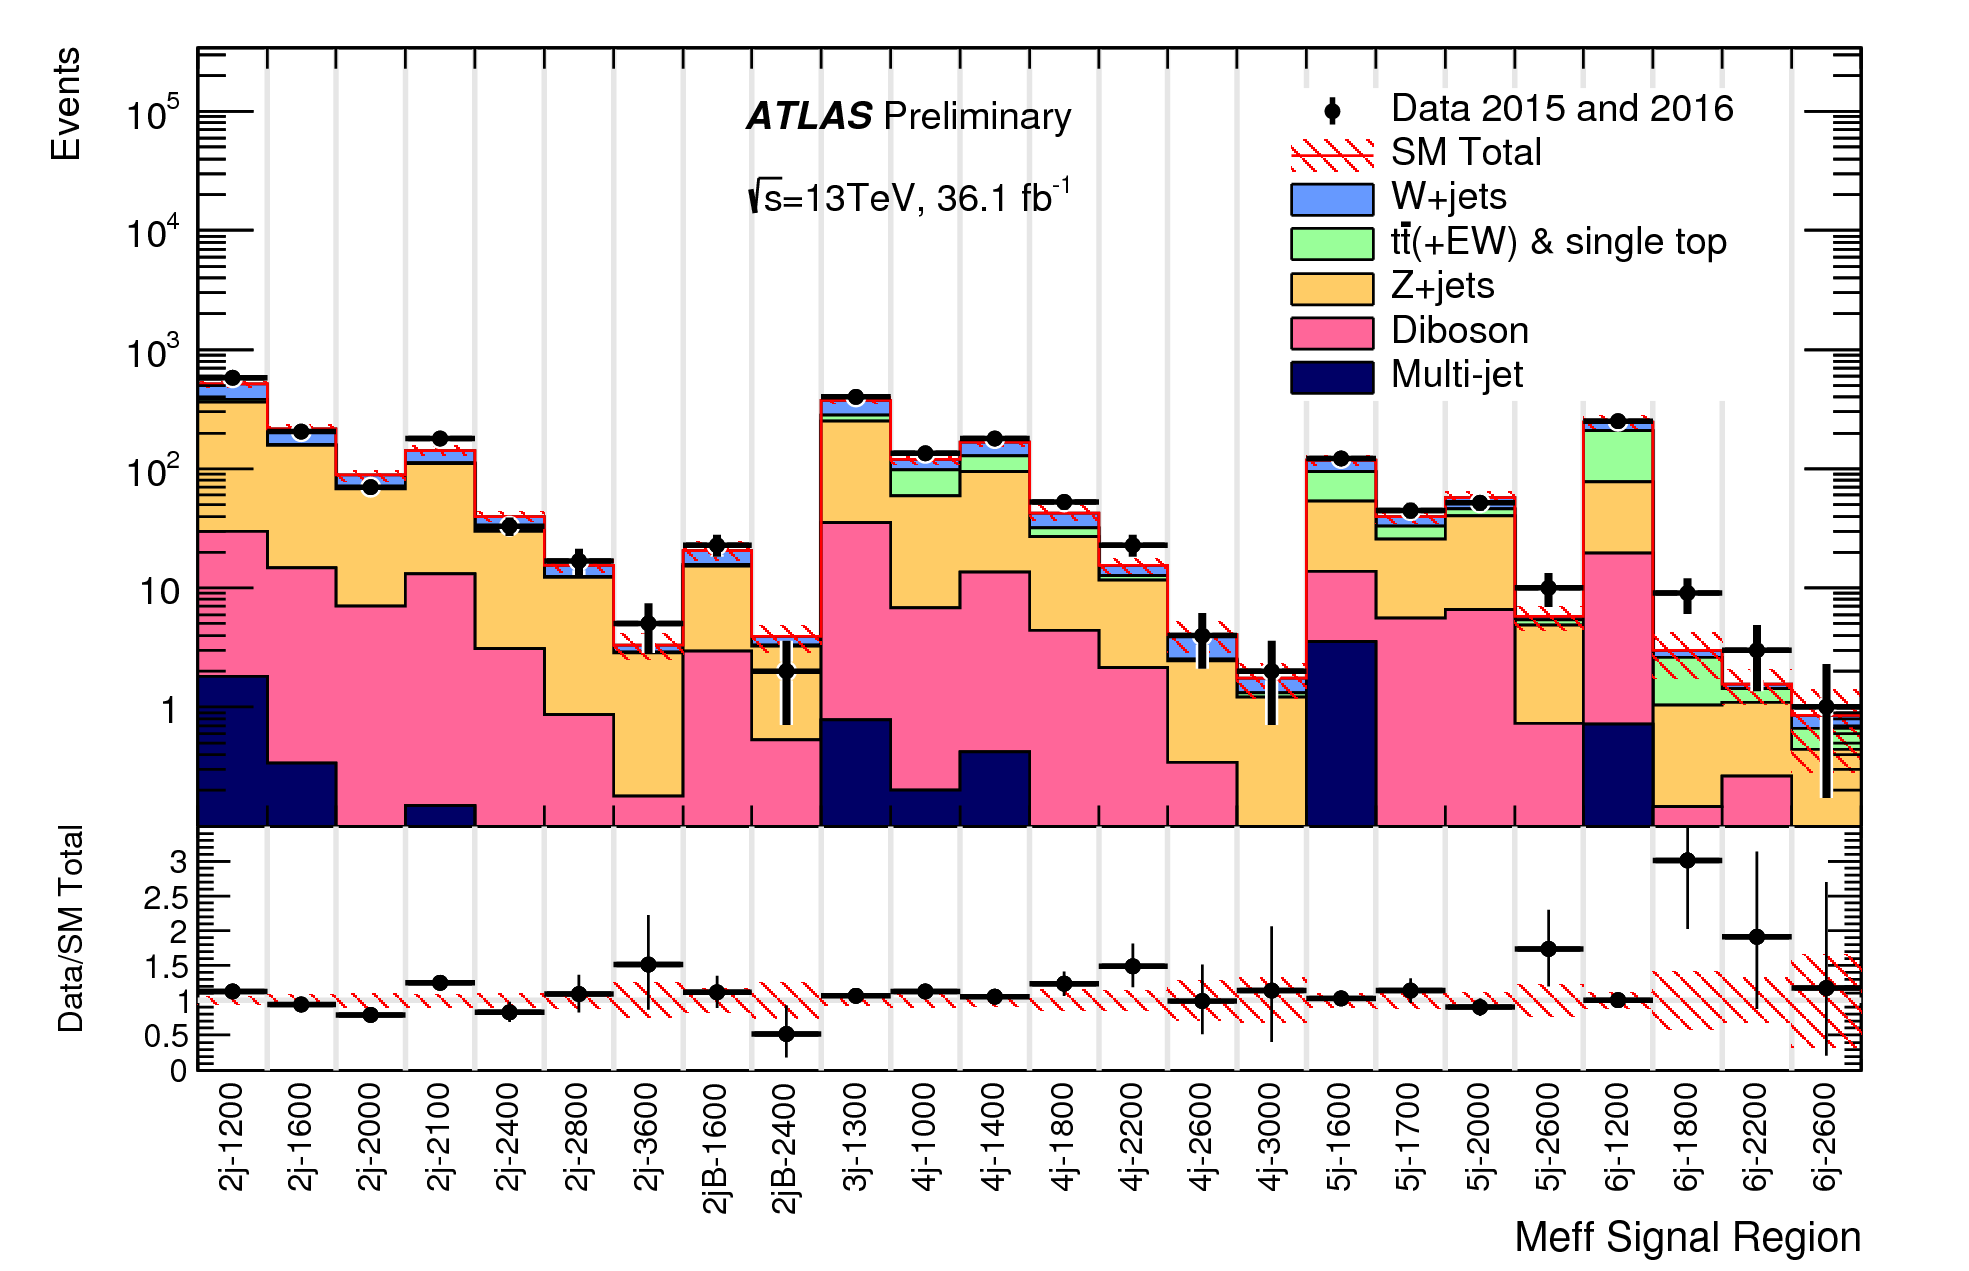 Events
10^5
10^4
10^3
10^2
10
1
ATLAS Preliminary
√s=13TeV, 36.1 fb^-1
Data 2015 and 2016
SM Total
W+jets
tt̄(+EW) & single top
Z+jets
Diboson
Multi-jet
Data/SM Total
3
2.5
2
1.5
1
0.5
0
2j-1200
2j-1600
2j-2000
2j-2100
2j-2400
2j-2800
2j-3600
2jB-1600
2jB-2400
3j-1300
4j-1000
4j-1400
4j-1800
4j-2200
4j-2600
4j-3000
5j-1600
5j-1700
5j-2000
5j-2600
6j-1200
6j-1800
6j-2200
6j-2600
Meff Signal Region